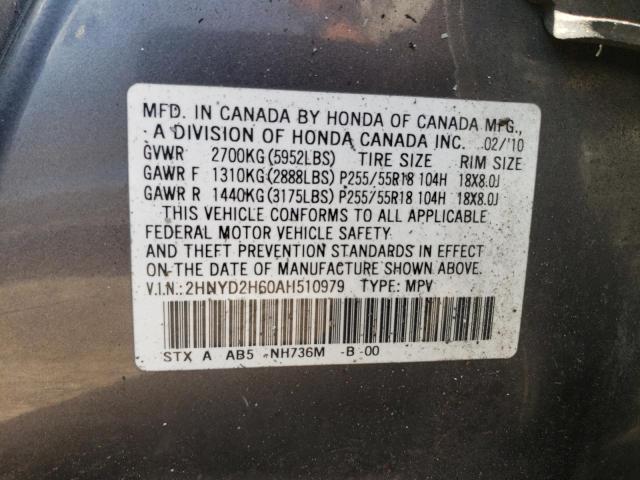 MFD. IN CANADA BY HONDA OF CANADA MFG.,
A DIVISION OF HONDA CANADA INC. 02/'10
GVWR 2700KG(5952LBS) TIRE SIZE RIM SIZE
GAWR F 1310KG(2888LBS) P255/55R18 104H 18X8.0J
GAWR R 1440KG(3175LBS) P255/55R18 104H 18X8.0J
THIS VEHICLE CONFORMS TO ALL APPLICABLE
FEDERAL MOTOR VEHICLE SAFETY
AND THEFT PREVENTION STANDARDS IN EFFECT
ON THE DATE OF MANUFACTURE SHOWN ABOVE.
V.I.N.:2HNYD2H60AH510979 TYPE: MPV
STX A AB5 NH736M -B -00